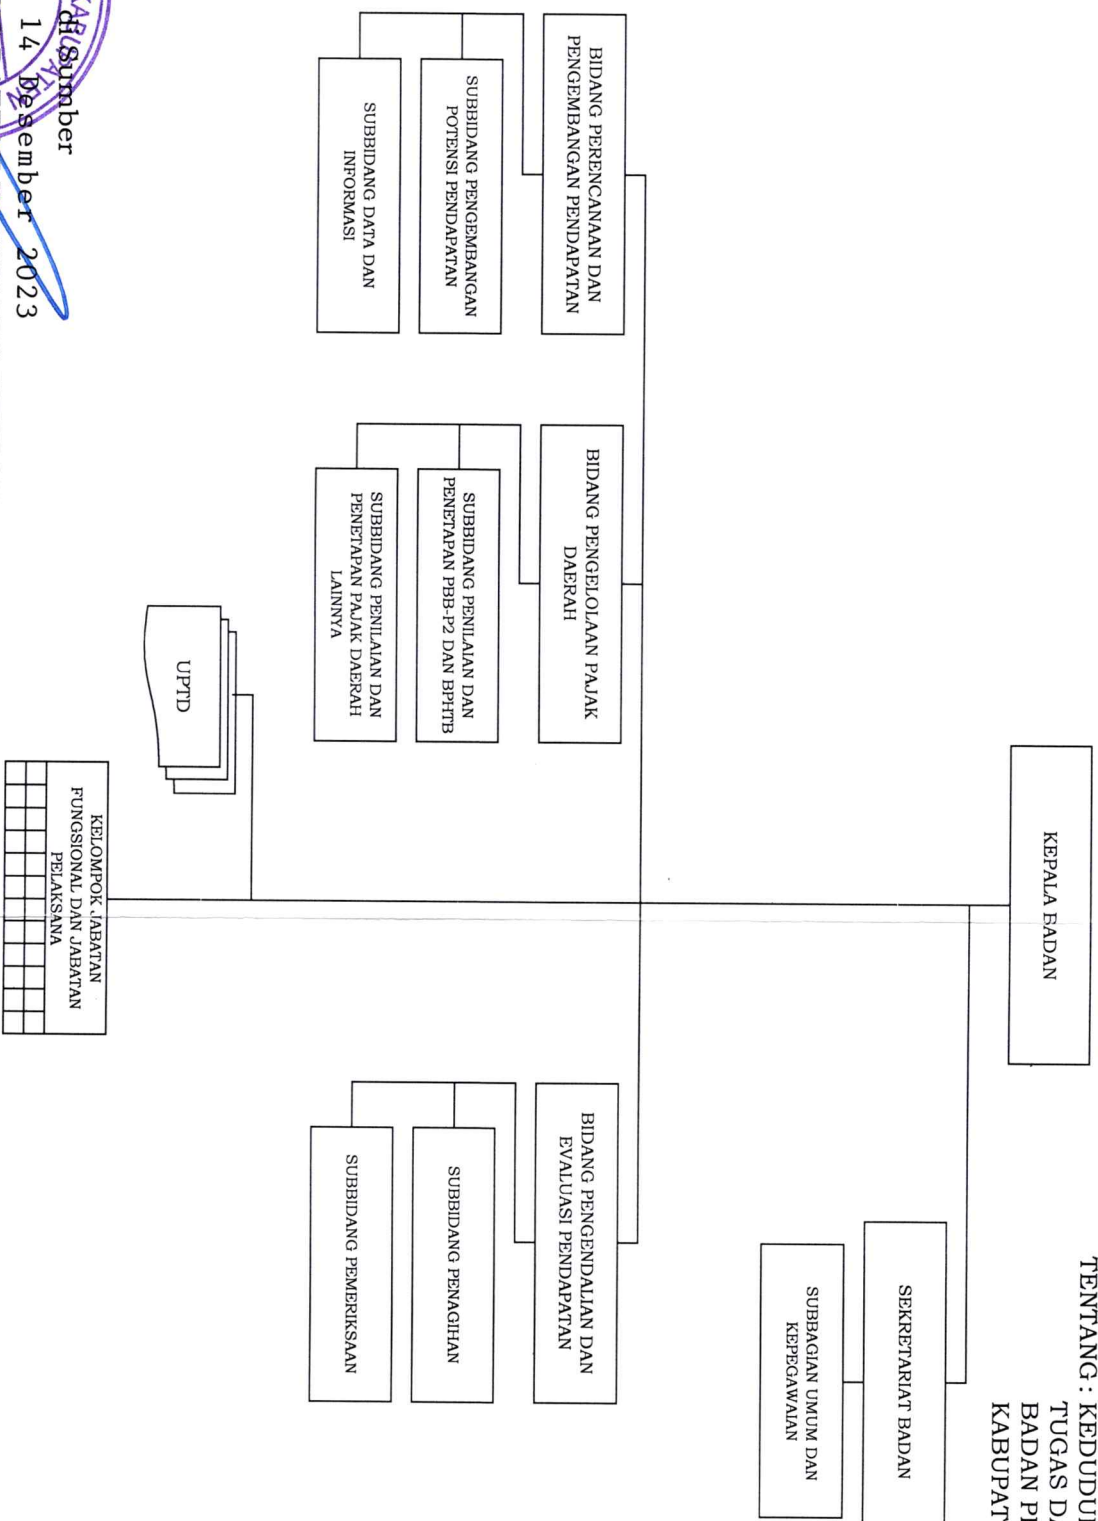 TENTANG : KEDUDU
TUGAS DA
BADAN P
KABUPAT
KEPALA BADAN
SEKRETARIAT BADAN
SUBBAGIAN UMUM DAN
KEPEGAWAIAN
BIDANG PERENCANAAN DAN
PENGEMBANGAN PENDAPATAN
SUBBIDANG PENGEMBANGAN
POTENSI PENDAPATAN
SUBBIDANG DATA DAN
INFORMASI
BIDANG PENGELOLAAN PAJAK
DAERAH
SUBBIDANG PENILAIAN DAN
PENETAPAN PBB-P2 DAN BPHTB
SUBBIDANG PENILAIAN DAN
PENETAPAN PAJAK DAERAH
LAINNYA
BIDANG PENGENDALIAN DAN
EVALUASI PENDAPATAN
SUBBIDANG PENAGIHAN
SUBBIDANG PEMERIKSAAN
UPTD
KELOMPOK JABATAN
FUNGSIONAL DAN JABATAN
PELAKSANA
di Sumber
14 Desember 2023
KABUPATEN